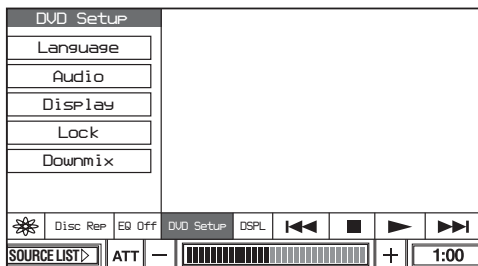 DVD Setup
Language
Audio
Display
Lock
Downmix
Disc Rep EQ Off DVD Setup DSPL
SOURCE LIST ATT − + 1:00